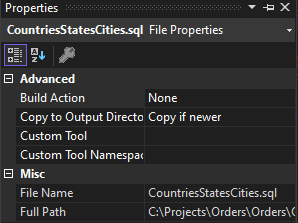 Properties
CountriesStatesCities.sql File Properties
Advanced
Build Action None
Copy to Output Directo Copy if newer
Custom Tool
Custom Tool Namespac
Misc
File Name CountriesStatesCities.sql
Full Path C:\Projects\Orders\Orders\C